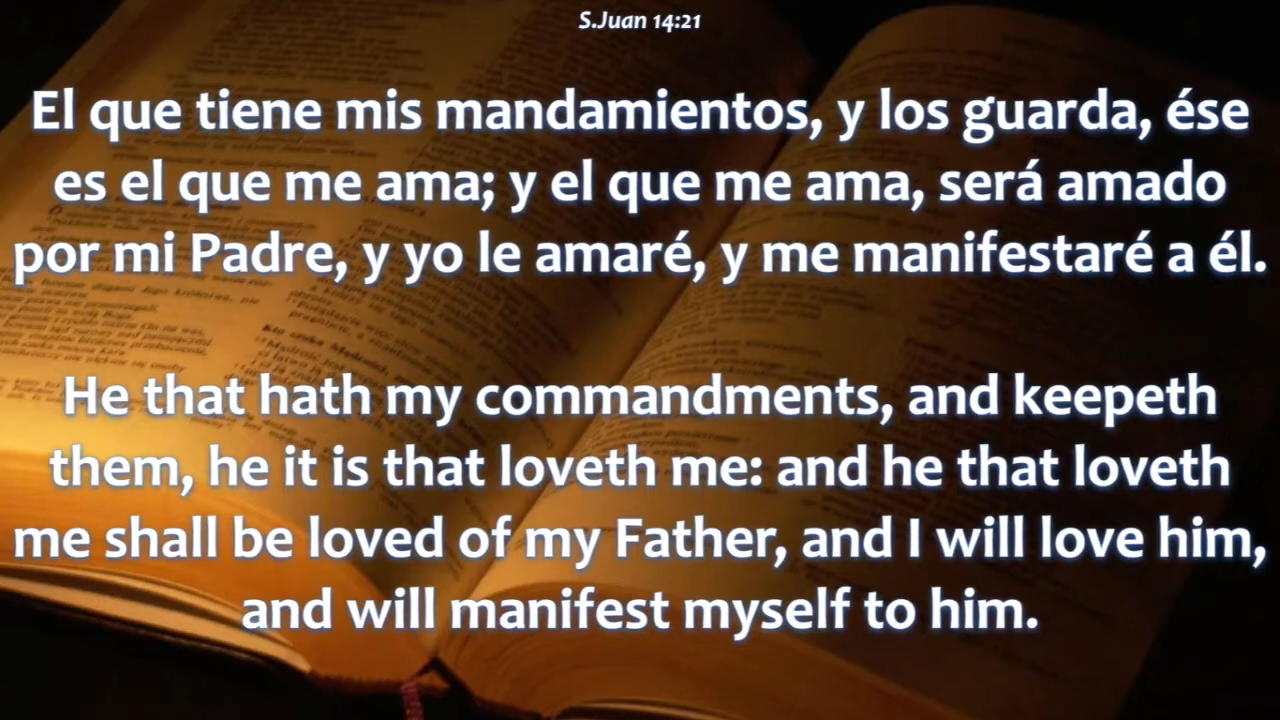 S.Juan 14:21
El que tiene mis mandamientos, y los guarda, ése
es el que me ama; y el que me ama, será amado
por mi Padre, y yo le amaré, y me manifestaré a él.
He that hath my commandments, and keepeth
them, he it is that loveth me: and he that loveth
me shall be loved of my Father, and I will love him,
and will manifest myself to him.